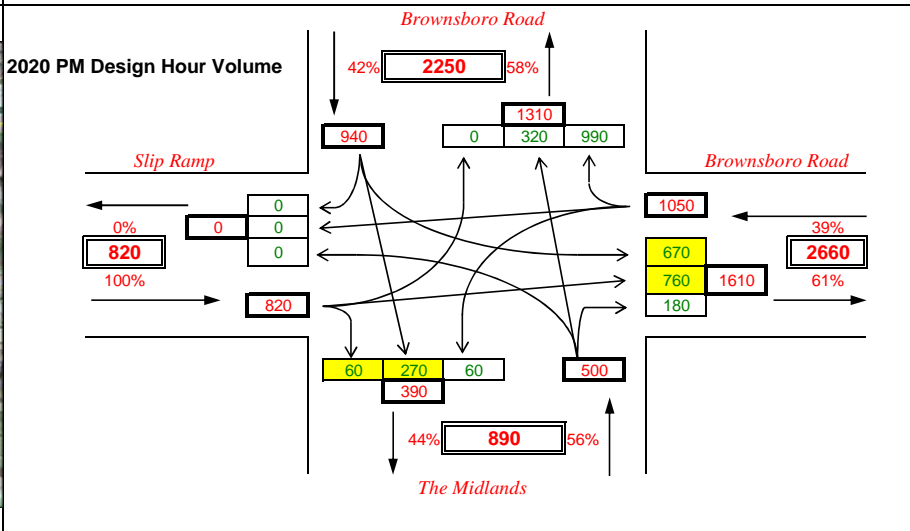 Brownsboro Road
2020 PM Design Hour Volume
42% 2250 58%
1310
940 0 320 990
Slip Ramp Brownsboro Road
0 1050
0% 0 0 39%
820 0 670 2660
100% 760 1610 61%
820 180
60 270 60 500
390
44% 890 56%
The Midlands